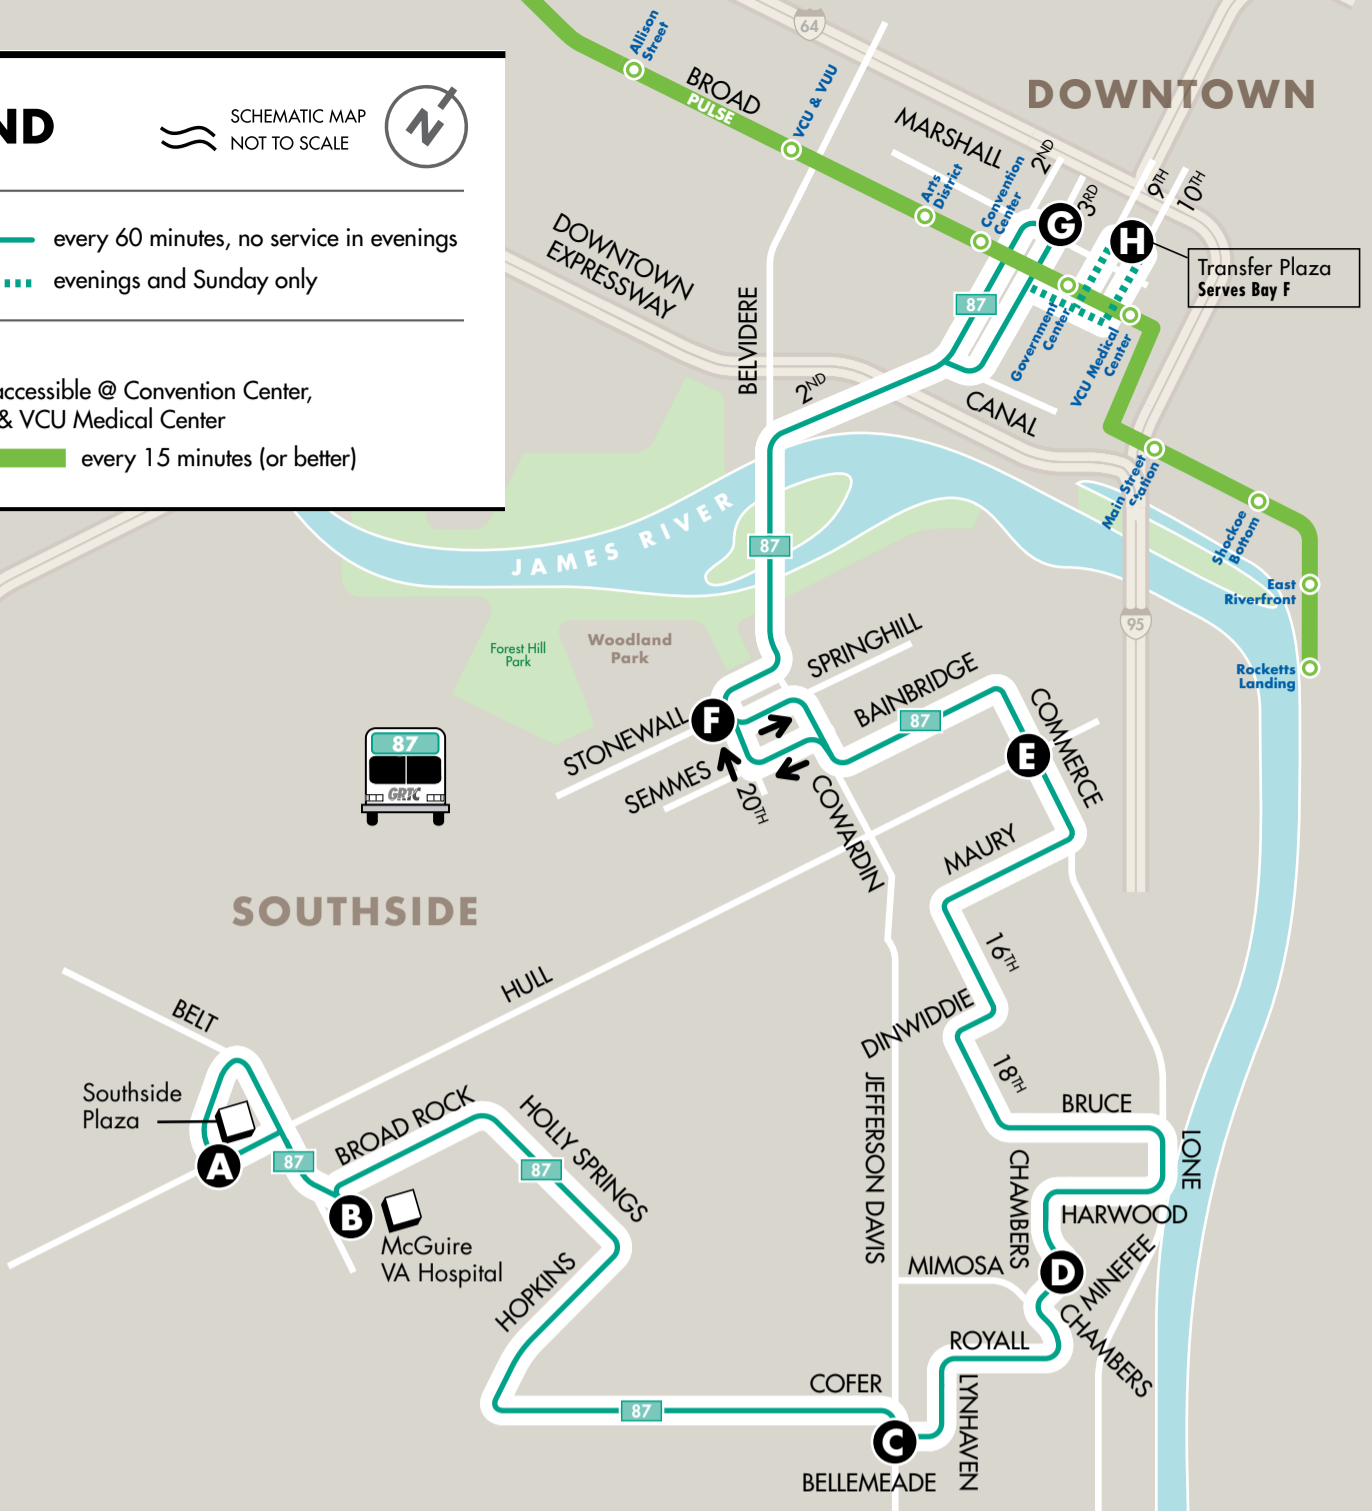 ND
SCHEMATIC MAP
NOT TO SCALE
N
every 60 minutes, no service in evenings
evenings and Sunday only
accessible @ Convention Center,
& VCU Medical Center
every 15 minutes (or better)
64
DOWNTOWN
Allison
Street
BROAD
PULSE
VCU & VUU
MARSHALL
2ND
3RD
9TH
10TH
Arts
District
Convention
Center
G
H
Transfer Plaza
Serves Bay F
DOWNTOWN
EXPRESSWAY
87
Government
Center
VCU Medical
Center
BELVIDERE
2ND
CANAL
Main Street
Station
Shockoe
Bottom
JAMES RIVER
87
East
Riverfront
95
Rocketts
Landing
Forest Hill
Park
Woodland
Park
SPRINGHILL
BAINBRIDGE
87
COMMERCE
STONEWALL
F
E
SEMMES
20TH
COWARDIN
87
GRTC
MAURY
SOUTHSIDE
16TH
HULL
BELT
DINWIDDIE
18TH
JEFFERSON DAVIS
Southside
Plaza
A
87
BROAD ROCK
HOLLY SPRINGS
87
BRUCE
LONE
CHAMBERS
HARWOOD
B
McGuire
VA Hospital
HOPKINS
MIMOSA
D
MINEFEE
CHAMBERS
ROYALL
COFER
87
LYNHAVEN
C
BELLEMEADE